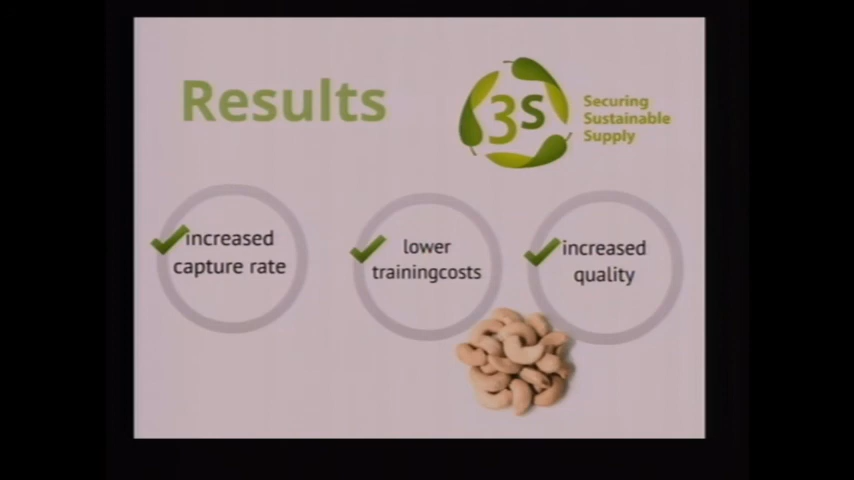 Results
3S
Securing
Sustainable
Supply
increased
capture rate
lower
trainingcosts
increased
quality